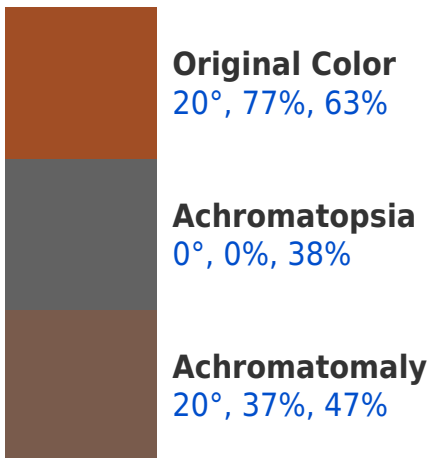 Original Color
20°, 77%, 63%
Achromatopsia
0°, 0%, 38%
Achromatomaly
20°, 37%, 47%